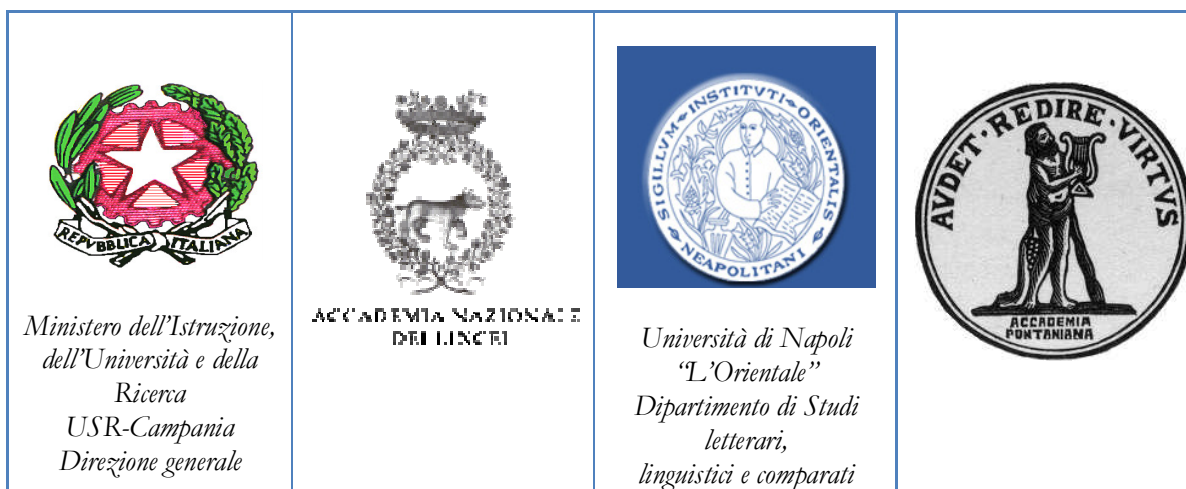 REPVBBLICA ITALIANA
Ministero dell'Istruzione,
dell'Università e della
Ricerca
USR-Campania
Direzione generale
ACCADEMIA NAZIONALE
DEI LINCEI
SIGILLVM INSTITVTI ORIENTALIS
NEAPOLITANI
Università di Napoli
“L'Orientale”
Dipartimento di Studi
letterari,
linguistici e comparati
AVDET·REDIRE·VIRTVS
ACCADEMIA
PONTANIANA